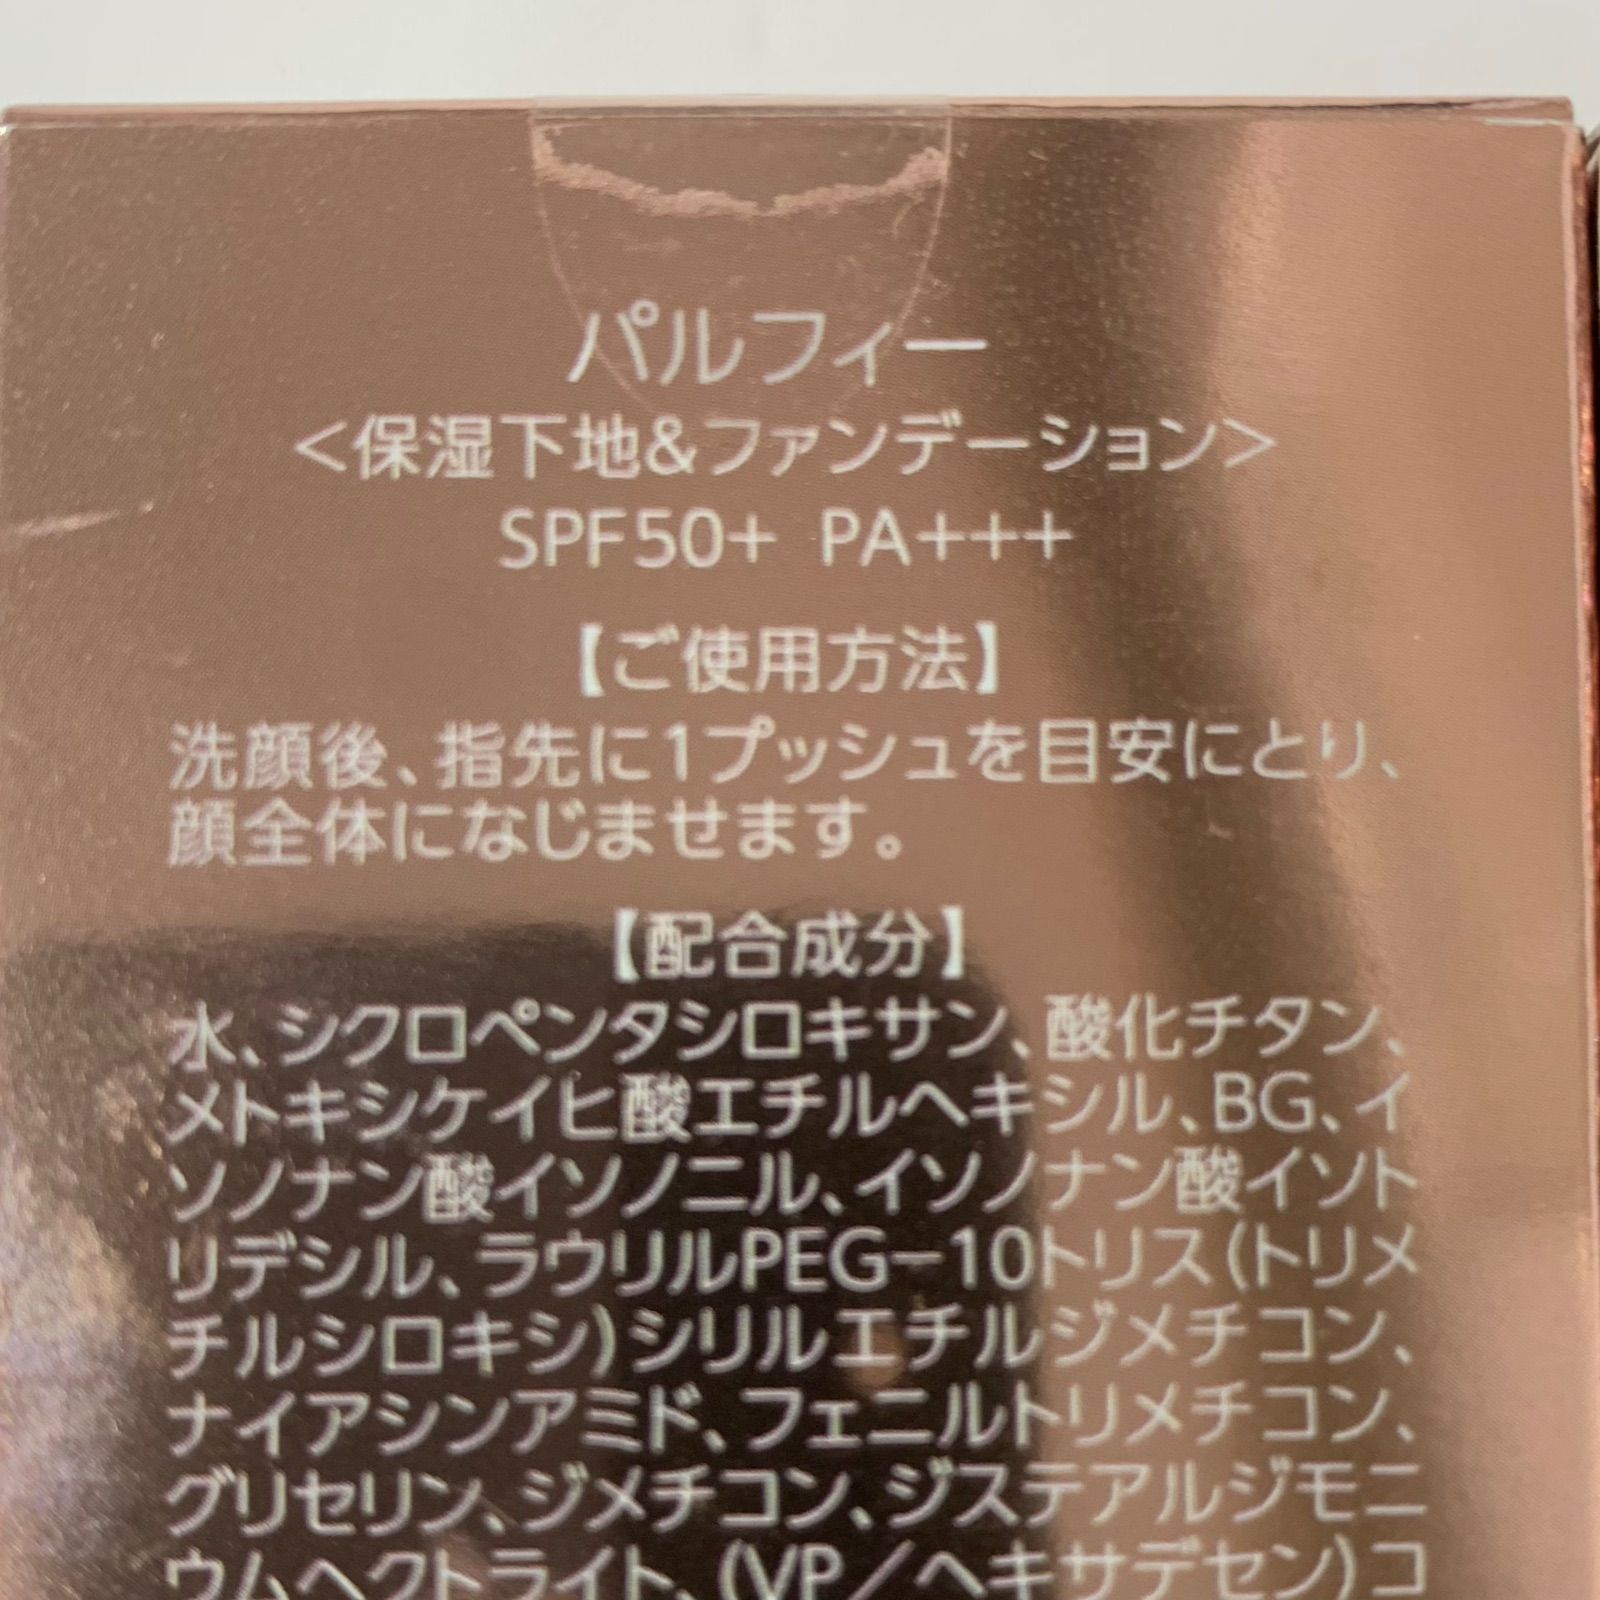 パルフィー
<保湿下地&ファンデーション>
SPF50+ PA+++
【ご使用方法】
洗顔後、指先に1プッシュを目安にとり、
顔全体になじませます。
【配合成分】
水、シクロペンタシロキサン、酸化チタン、
メトキシケイヒ酸エチルヘキシル、BG、イ
ソノナン酸イソノニル、イソノナン酸イソト
リデシル、ラウリルPEG-10トリス(トリメ
チルシロキシ)シリルエチルジメチコン、
ナイアシンアミド、フェニルトリメチコン、
グリセリン、ジメチコン、ジステアルジモニ
ウムヘクトライト、(VP/ヘキサデセン)コ